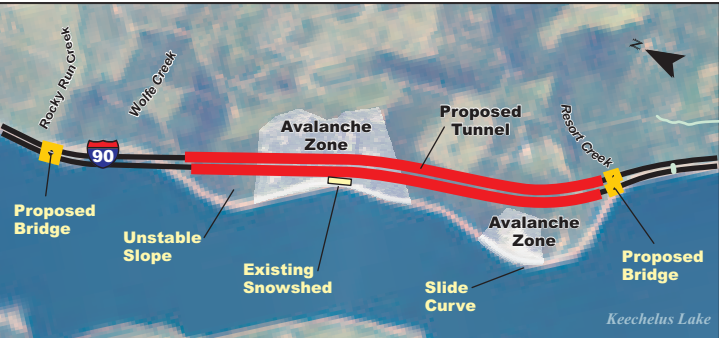 Rocky Run Creek
Wolfe Creek
N
90
Avalanche
Zone
Proposed
Tunnel
Resort Creek
Proposed
Bridge
Unstable
Slope
Existing
Snowshed
Avalanche
Zone
Slide
Curve
Proposed
Bridge
Keechelus Lake